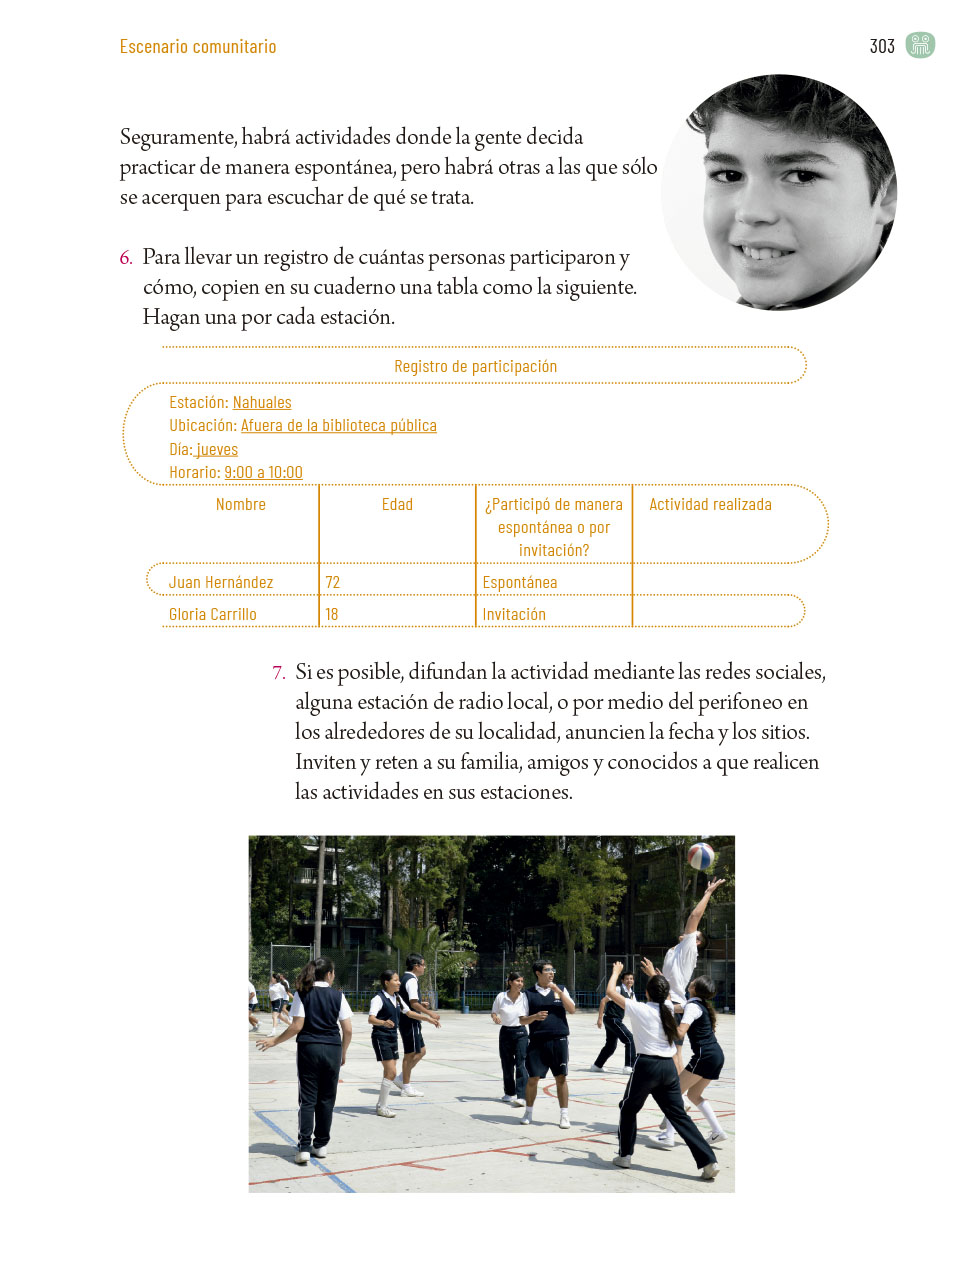 Escenario comunitario
303
Seguramente, habrá actividades donde la gente decida
practicar de manera espontánea, pero habrá otras a las que sólo
se acerquen para escuchar de qué se trata.
6. Para llevar un registro de cuántas personas participaron y
cómo, copien en su cuaderno una tabla como la siguiente.
Hagan una por cada estación.
Registro de participación
Estación: Nahuales
Ubicación: Afuera de la biblioteca pública
Día: jueves
Horario: 9:00 a 10:00
Nombre
Edad
¿Participó de manera
espontánea o por
invitación?
Actividad realizada
Juan Hernández
72
Espontánea
Gloria Carrillo
18
Invitación
7. Si es posible, difundan la actividad mediante las redes sociales,
alguna estación de radio local, o por medio del perifoneo en
los alrededores de su localidad, anuncien la fecha y los sitios.
Inviten y reten a su familia, amigos y conocidos a que realicen
las actividades en sus estaciones.